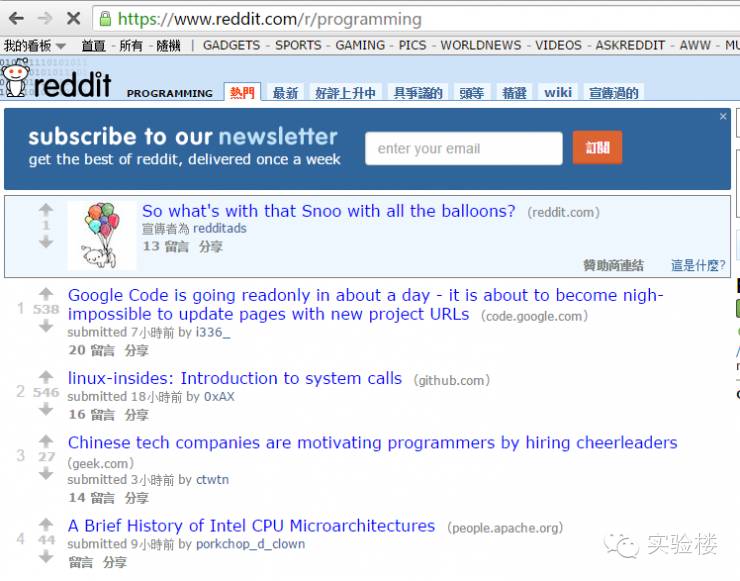 https://www.reddit.com/r/programming
我的看板 首頁 - 所有 - 隨機 | GADGETS - SPORTS - GAMING - PICS - WORLDNEWS - VIDEOS - ASKREDDIT - AWW - MU
reddit PROGRAMMING 熱門 最新 好評上升中 具爭議的 頭等 精選 wiki 宣傳過的
subscribe to our newsletter
get the best of reddit, delivered once a week
enter your email
訂閱
So what's with that Snoo with all the balloons? (reddit.com)
1 宣傳者為 redditads
13 留言 分享
贊助商連結 這是什麼?
Google Code is going readonly in about a day - it is about to become nigh-
1 538 impossible to update pages with new project URLs (code.google.com)
submitted 7小時前 by i336_
20 留言 分享
linux-insides: Introduction to system calls (github.com)
2 546 submitted 18小時前 by 0xAX
16 留言 分享
Chinese tech companies are motivating programmers by hiring cheerleaders
3 27 (geek.com)
submitted 3小時前 by ctwtn
14 留言 分享
A Brief History of Intel CPU Microarchitectures (people.apache.org)
4 44 submitted 9小時前 by porkchop_d_clown
留言 分享
实验楼